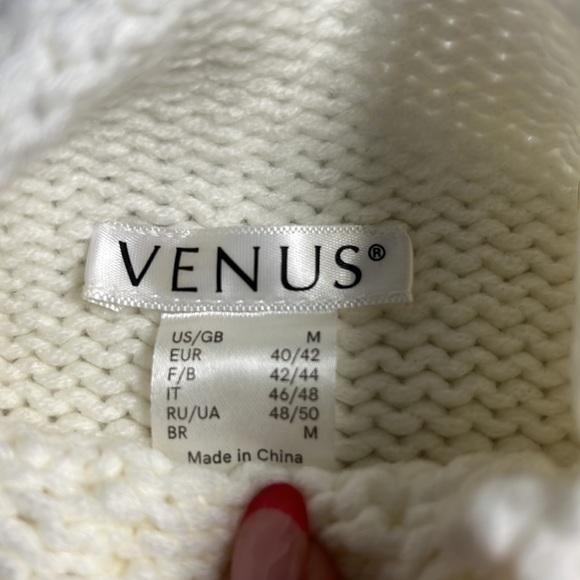 VENUS®
US/GB M
EUR 40/42
F/B 42/44
IT 46/48
RU/UA 48/50
BR M
Made in China